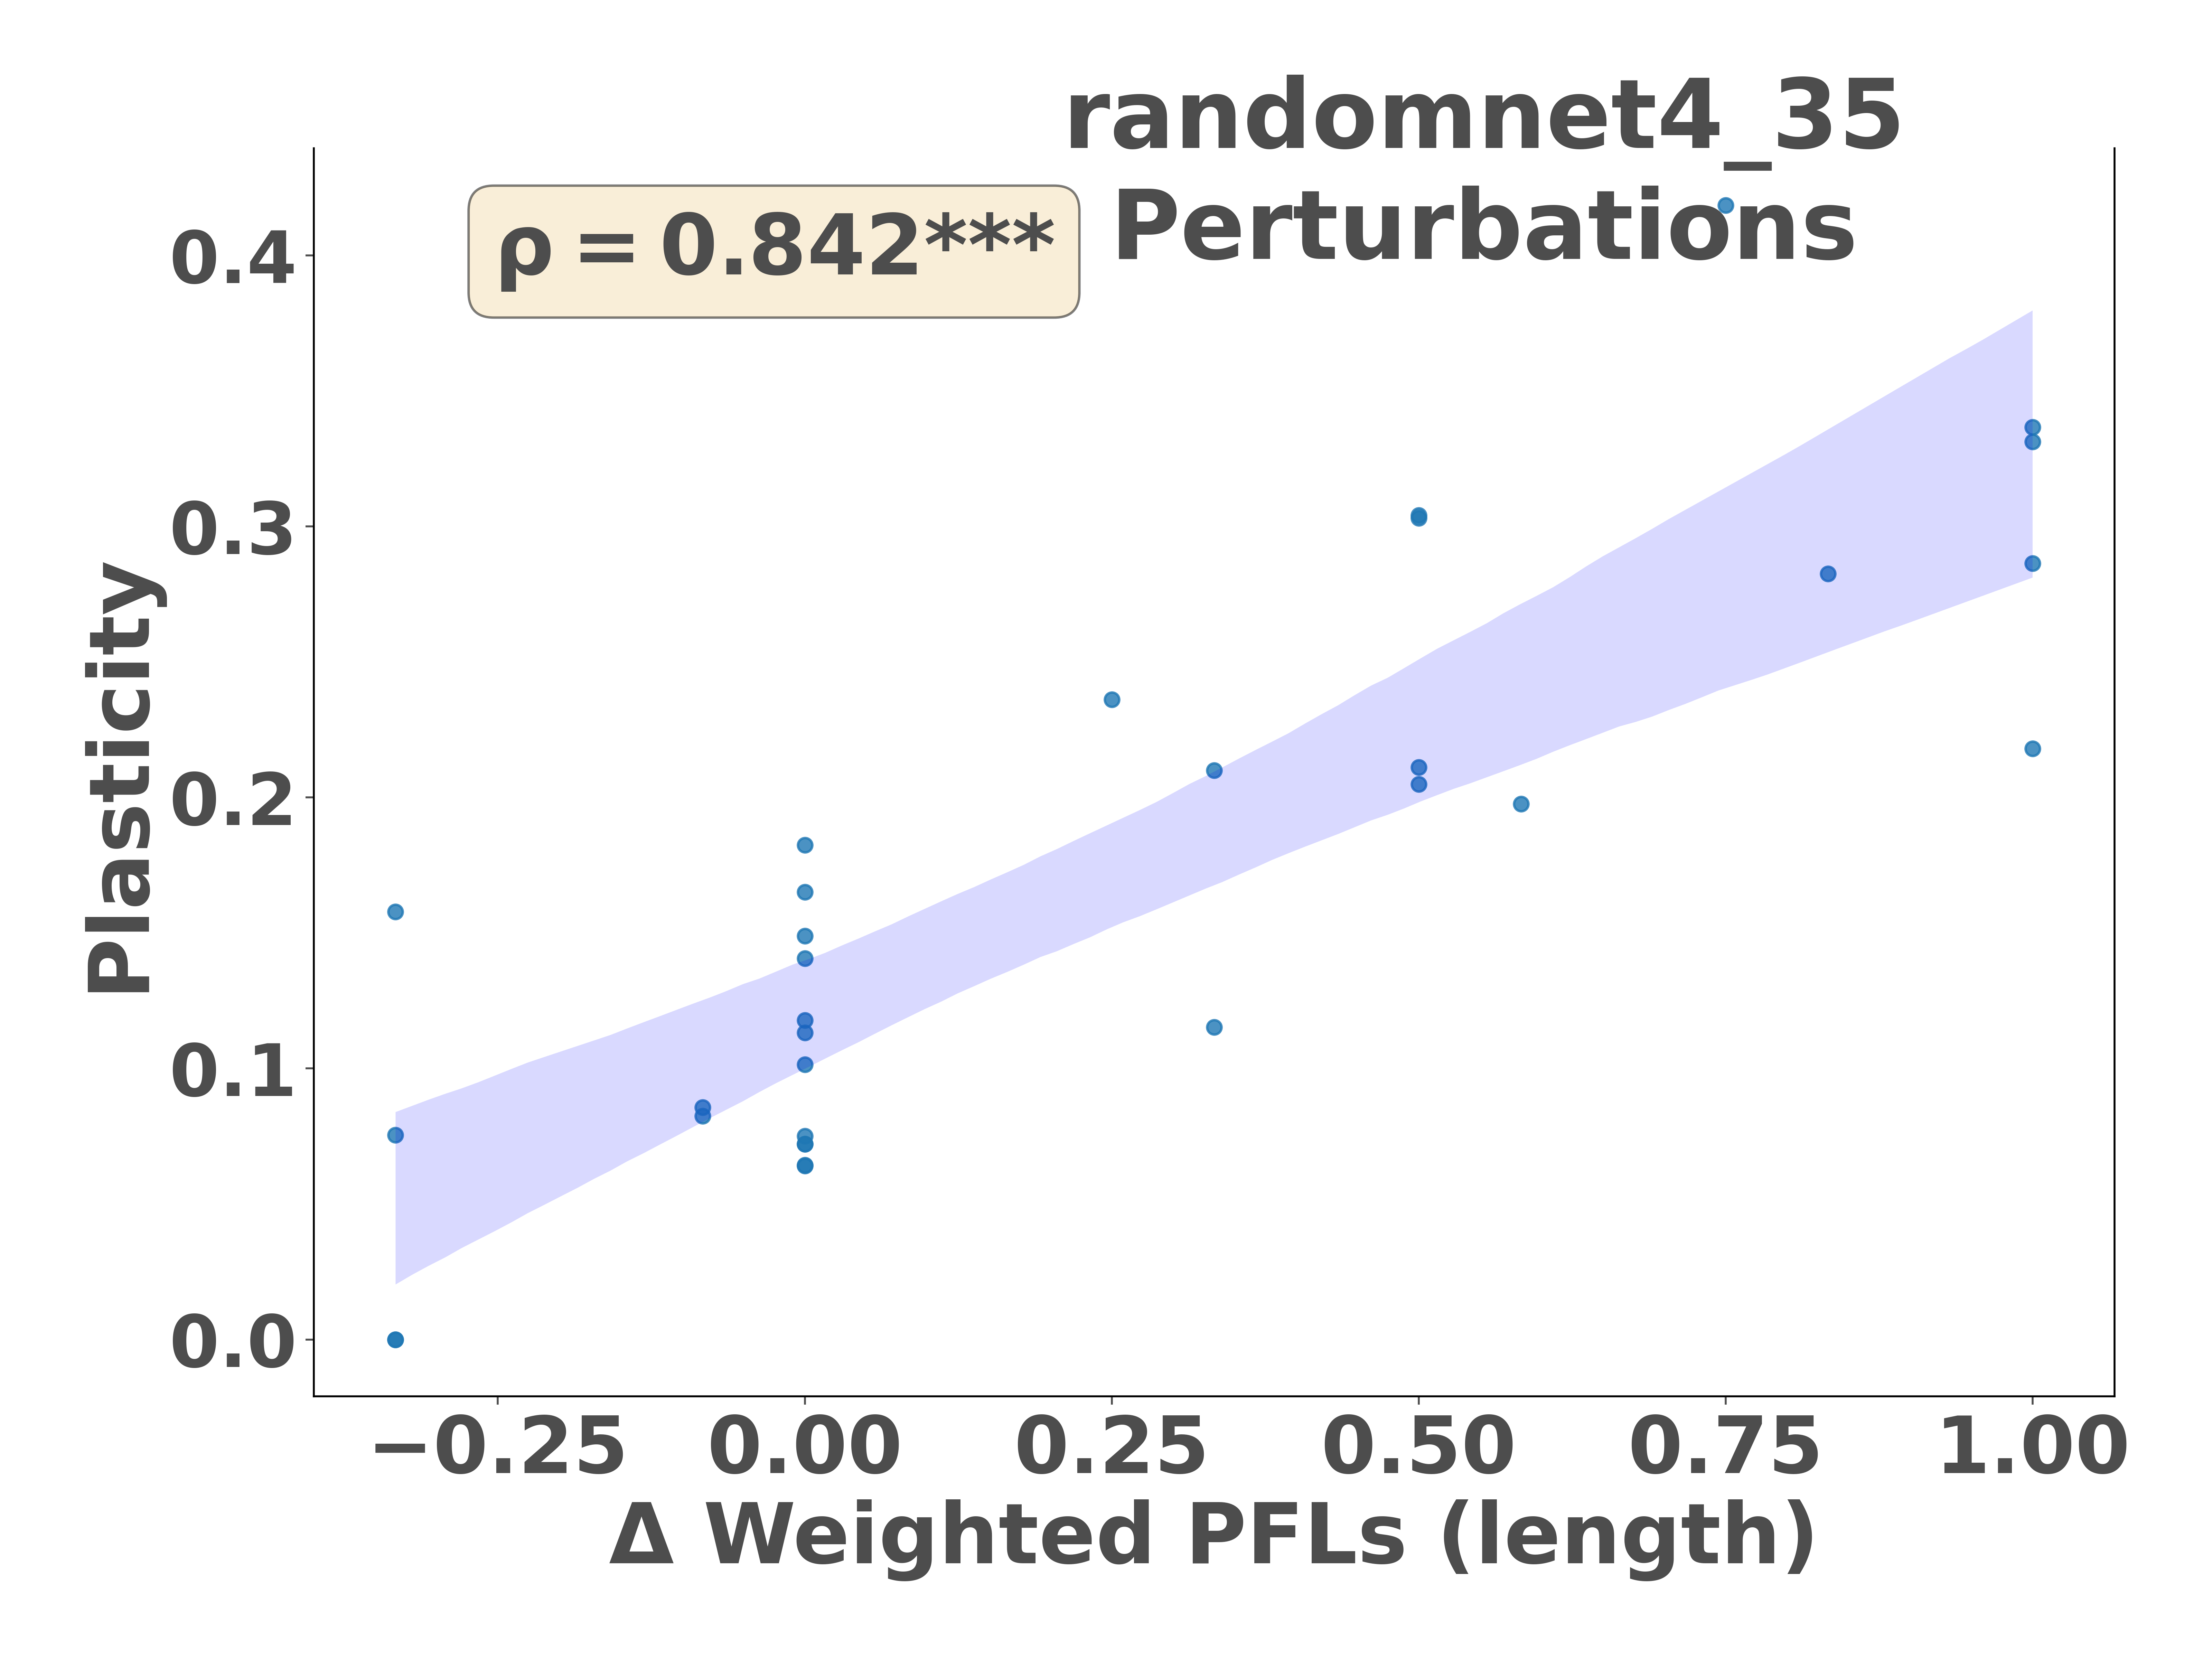 randomnet4_35
Perturbations
ρ = 0.842***
Plasticity
0.4
0.3
0.2
0.1
0.0
−0.25 0.00 0.25 0.50 0.75 1.00
Δ Weighted PFLs (length)